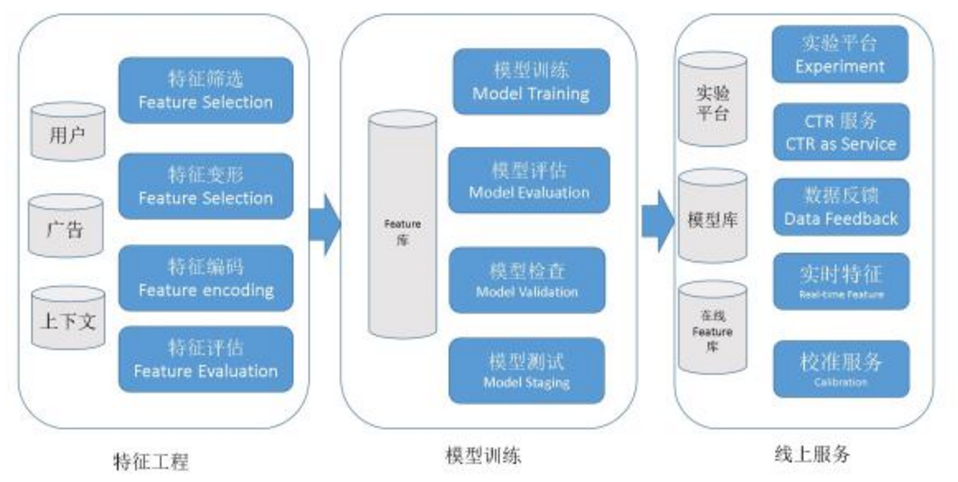 用户
广告
上下文
特征筛选
Feature Selection
特征变形
Feature Selection
特征编码
Feature encoding
特征评估
Feature Evaluation
特征工程
Feature
库
模型训练
Model Training
模型评估
Model Evaluation
模型检查
Model Validation
模型测试
Model Staging
模型训练
实验
平台
模型库
在线
Feature
库
实验平台
Experiment
CTR 服务
CTR as Service
数据反馈
Data Feedback
实时特征
Real-time Feature
校准服务
Calibration
线上服务